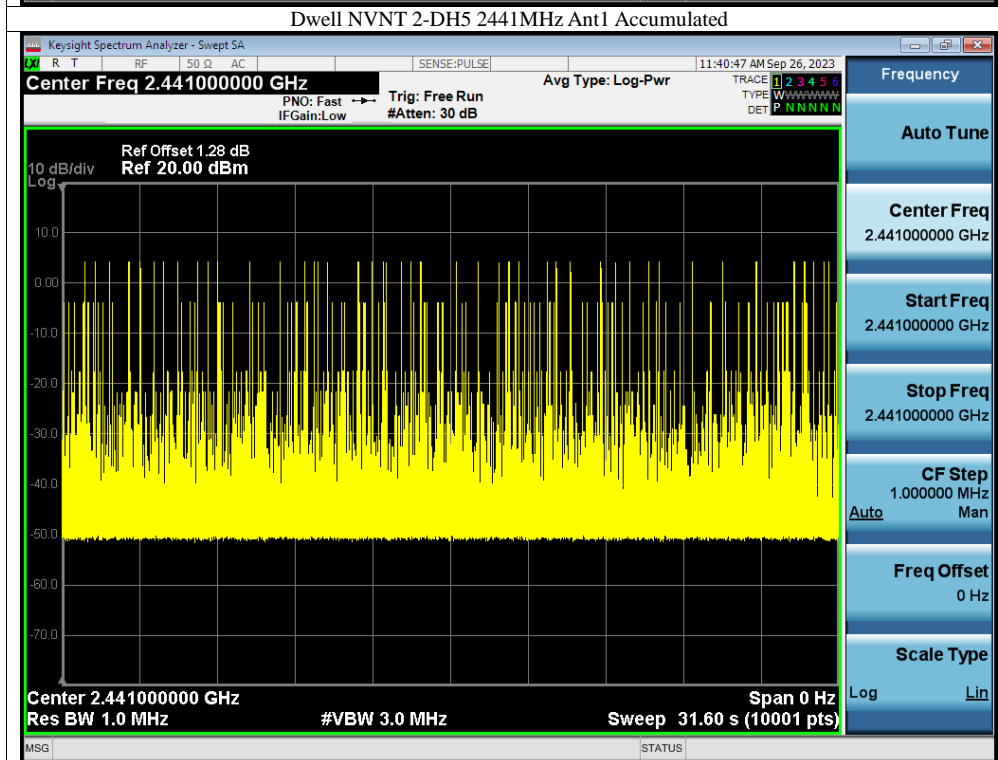 Dwell NVNT 2-DH5 2441MHz Ant1 Accumulated
Keysight Spectrum Analyzer - Swept SA
LXI R T RF 50 Ω AC SENSE:PULSE 11:40:47 AM Sep 26, 2023
Center Freq 2.441000000 GHz Avg Type: Log-Pwr TRACE 1 2 3 4 5 6
PNO: Fast Trig: Free Run TYPE WWWWWW
IFGain:Low #Atten: 30 dB DET P N N N N N
Frequency
Auto Tune
Ref Offset 1.28 dB
10 dB/div Ref 20.00 dBm
Log
10.0
0.00
-10.0
-20.0
-30.0
-40.0
-50.0
-60.0
-70.0
Center Freq
2.441000000 GHz
Start Freq
2.441000000 GHz
Stop Freq
2.441000000 GHz
CF Step
1.000000 MHz
Auto Man
Freq Offset
0 Hz
Scale Type
Log Lin
Center 2.441000000 GHz Span 0 Hz
Res BW 1.0 MHz #VBW 3.0 MHz Sweep 31.60 s (10001 pts)
MSG STATUS